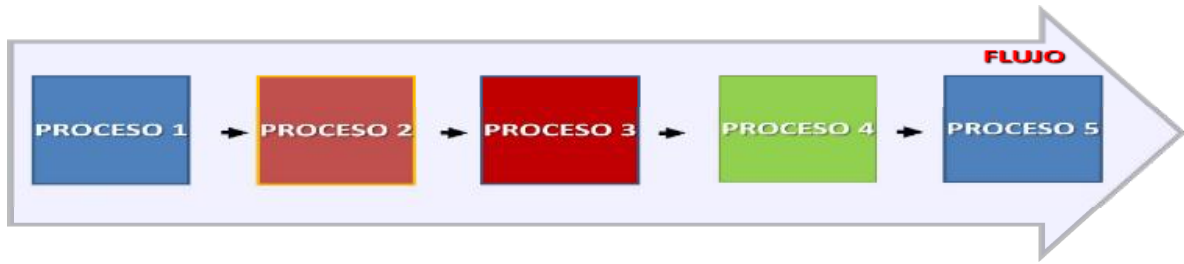 FLUJO
PROCESO 1
PROCESO 2
PROCESO 3
PROCESO 4
PROCESO 5